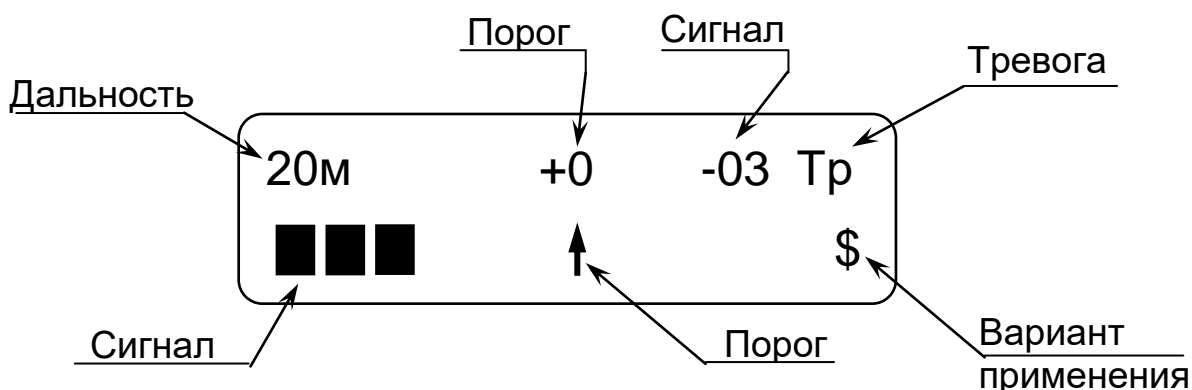 Порог
Сигнал
Тревога
Дальность
20м +0 -03 Тр
$
Сигнал
Порог
Вариант
применения